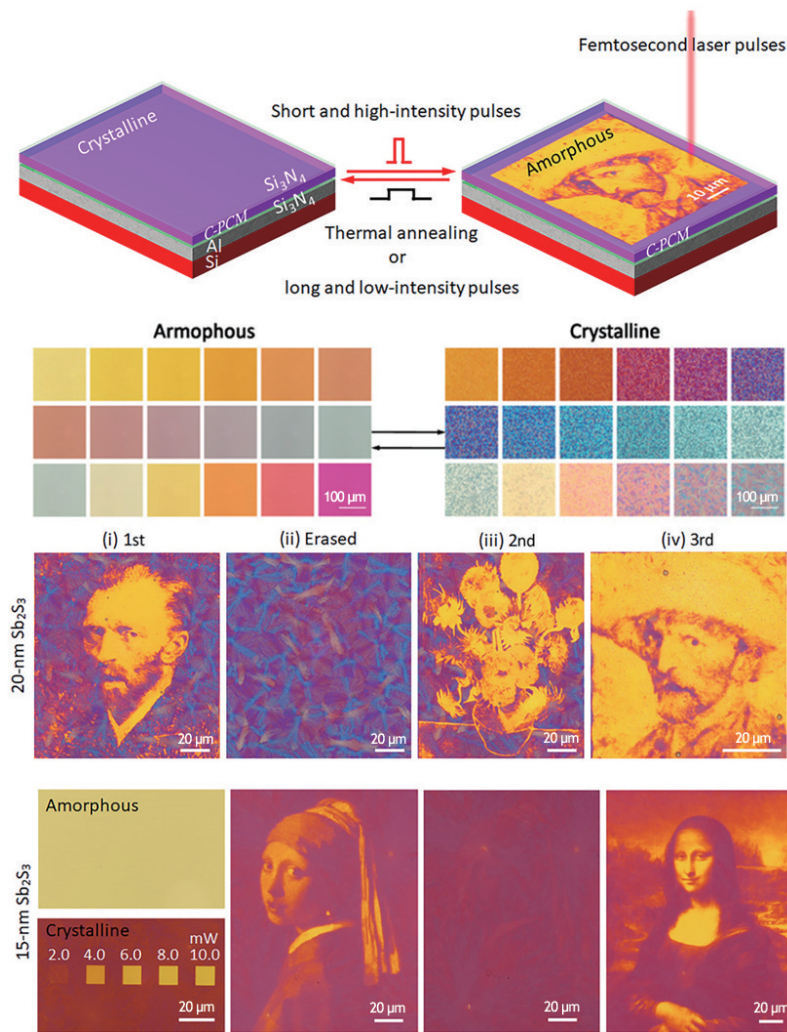 Femtosecond laser pulses
Short and high-intensity pulses
Crystalline
Si₃N₄
Si₃N₄
C-PCM
Al
Si
Thermal annealing
or
long and low-intensity pulses
Amorphous
10 µm
C-PCM
Armophous
Crystalline
100 µm
100 µm
(i) 1st
(ii) Erased
(iii) 2nd
(iv) 3rd
20-nm Sb₂S₃
20 µm
20 µm
20 µm
20 µm
15-nm Sb₂S₃
Amorphous
Crystalline
mW
2.0 4.0 6.0 8.0 10.0
20 µm
20 µm
20 µm
20 µm